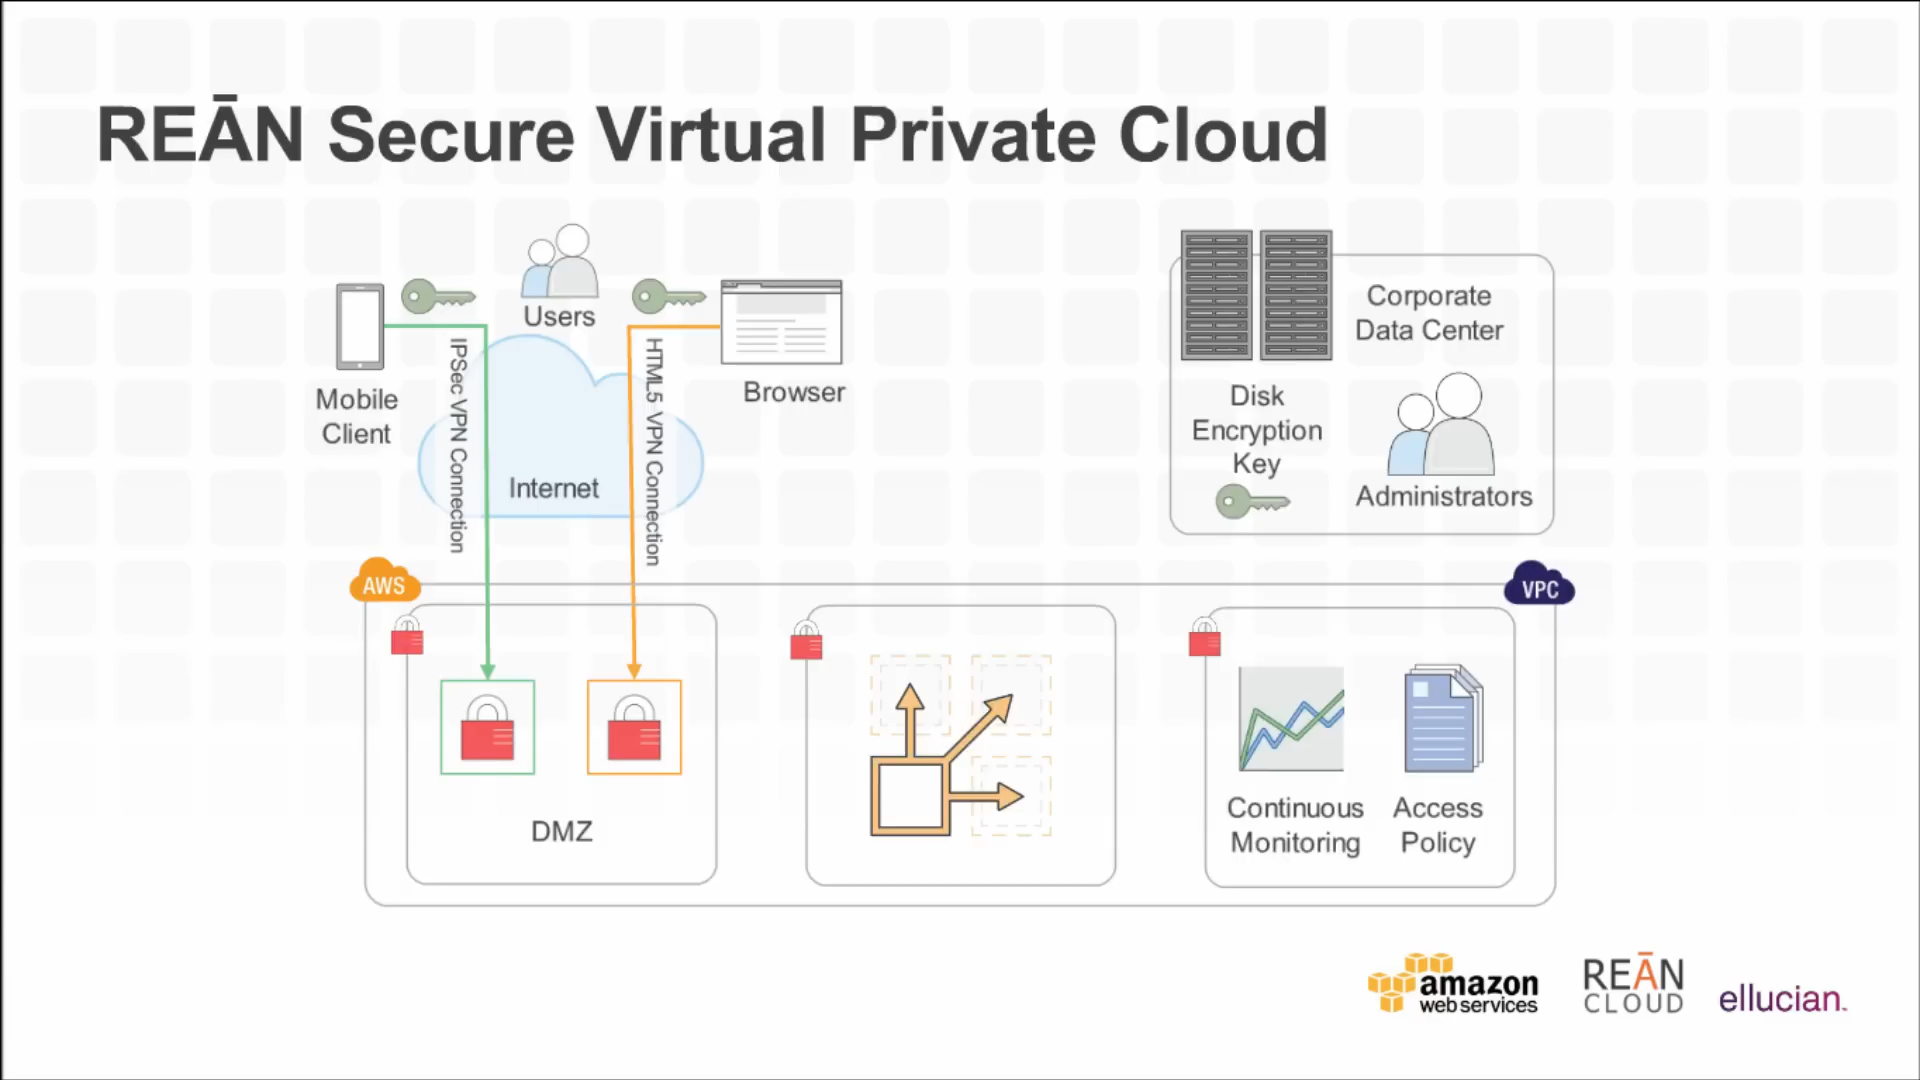 REĀN Secure Virtual Private Cloud
Users
Mobile
Client
IPSec VPN Connection
Internet
HTML5 VPN Connection
Browser
Corporate
Data Center
Disk
Encryption
Key
Administrators
AWS
VPC
DMZ
Continuous
Monitoring
Access
Policy
amazon
web services
REĀN
CLOUD
ellucian.